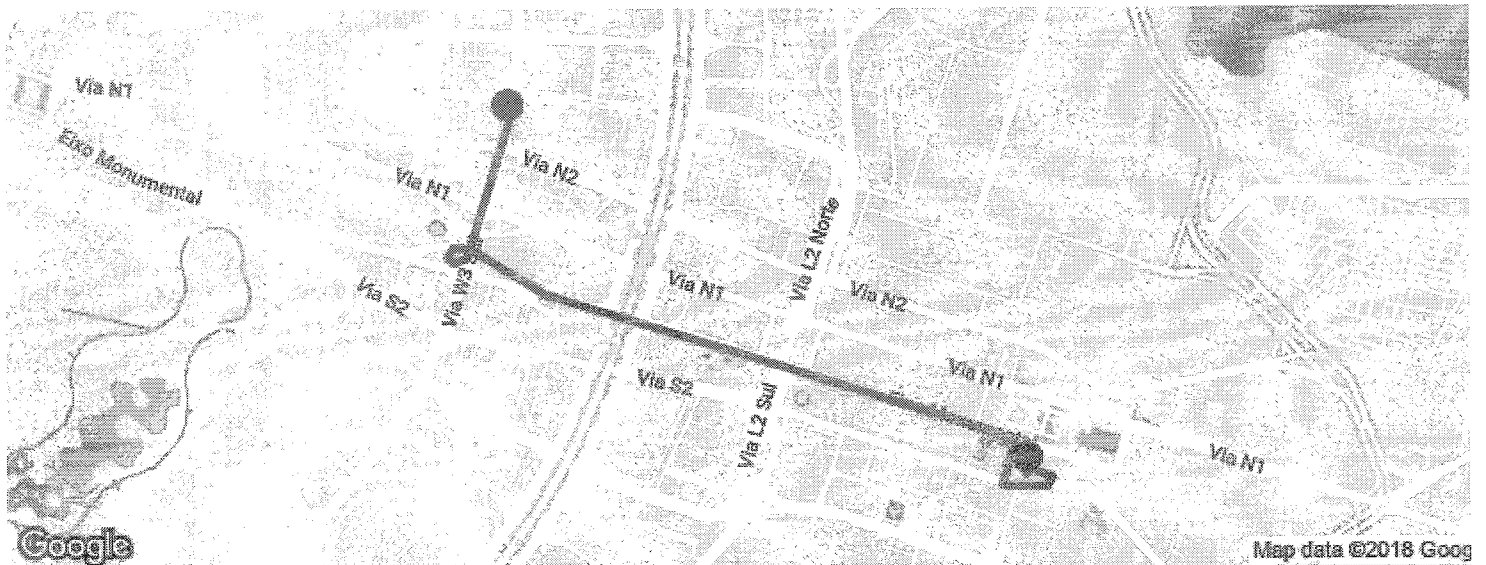 Via N1
Eixo Monumental
Via N1
Via N2
Via S2
Via W3
Via N1
Via L2 Norte
Via N2
Via S2
Via L2 Sul
Via N1
Via N1
Google
Map data ©2018 Goog